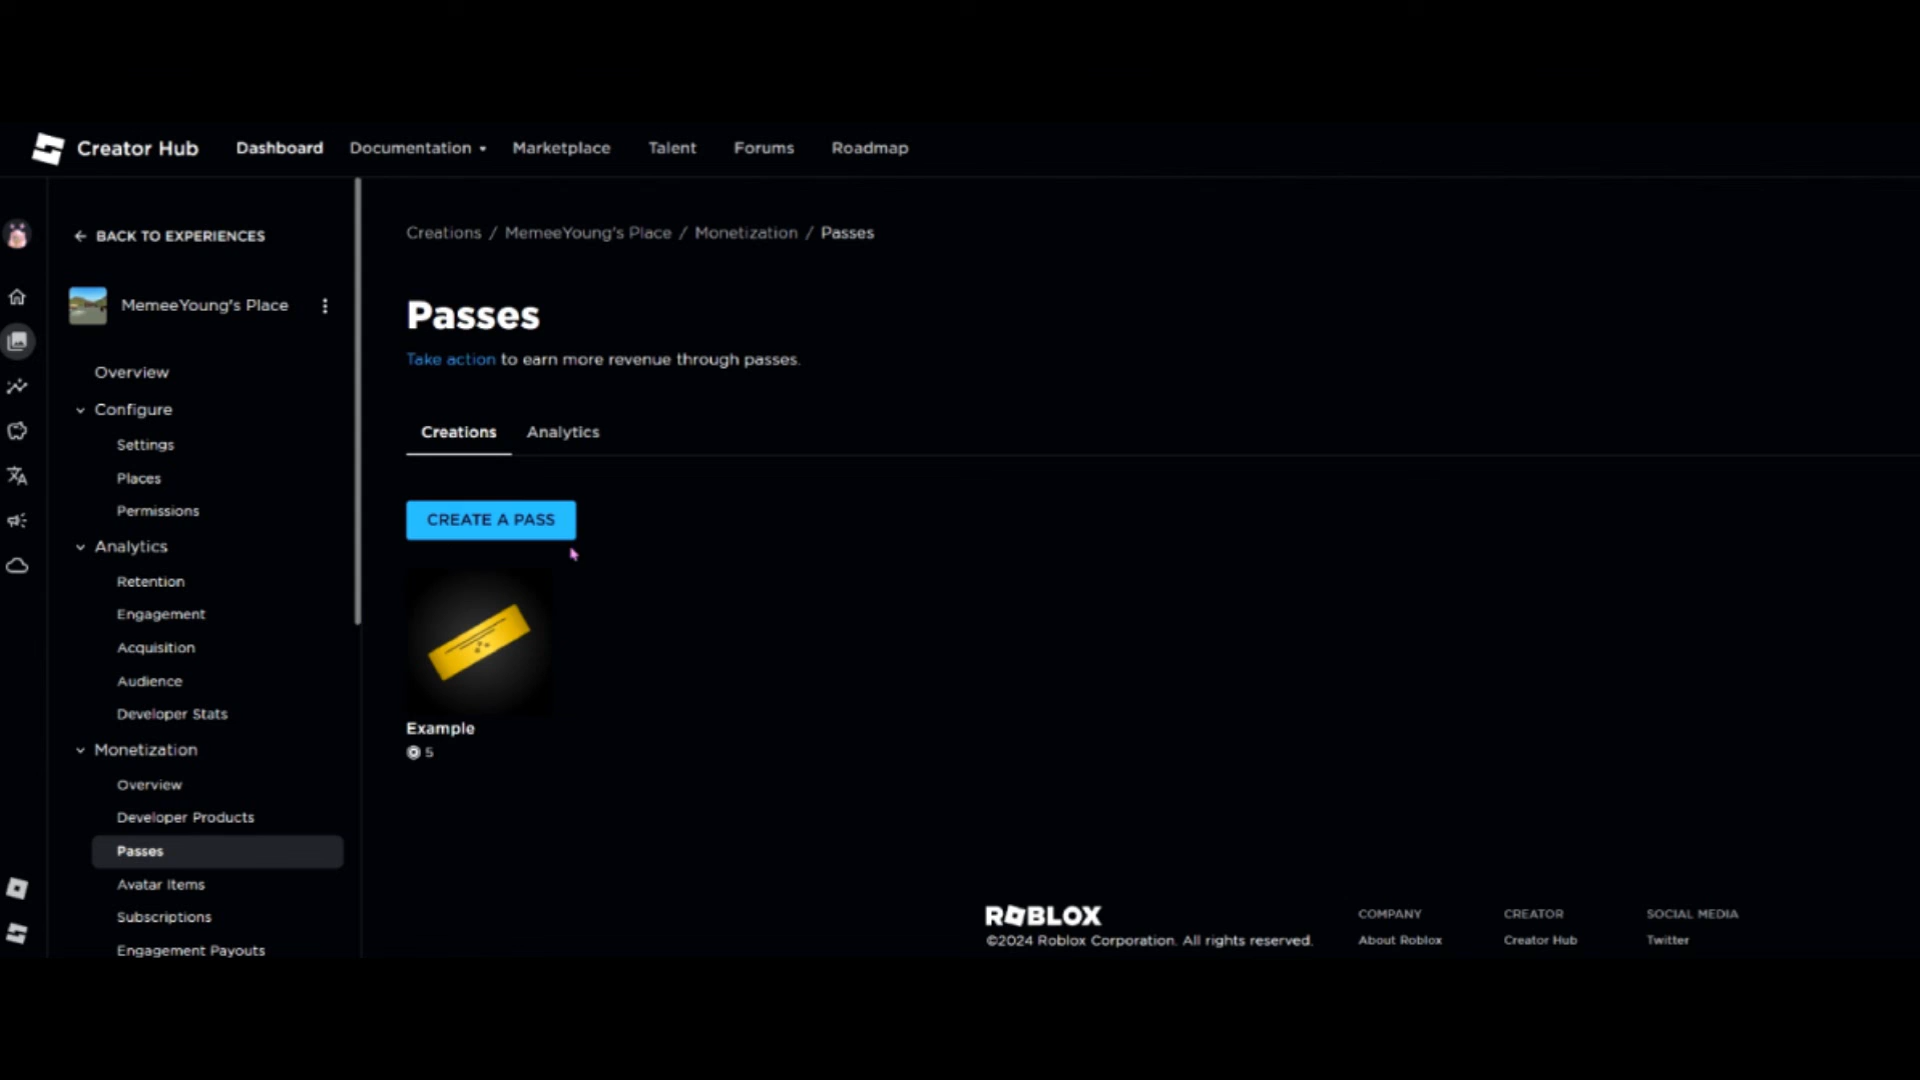 Creator Hub
Dashboard
Documentation
Marketplace
Talent
Forums
Roadmap
BACK TO EXPERIENCES
MemeeYoung's Place
Overview
Configure
Settings
Places
Permissions
Analytics
Retention
Engagement
Acquisition
Audience
Developer Stats
Monetization
Overview
Developer Products
Passes
Avatar Items
Subscriptions
Engagement Payouts
Creations / MemeeYoung's Place / Monetization / Passes
Passes
Take action to earn more revenue through passes.
Creations
Analytics
CREATE A PASS
Example
5
ROBLOX
©2024 Roblox Corporation. All rights reserved.
COMPANY
About Roblox
CREATOR
Creator Hub
SOCIAL MEDIA
Twitter